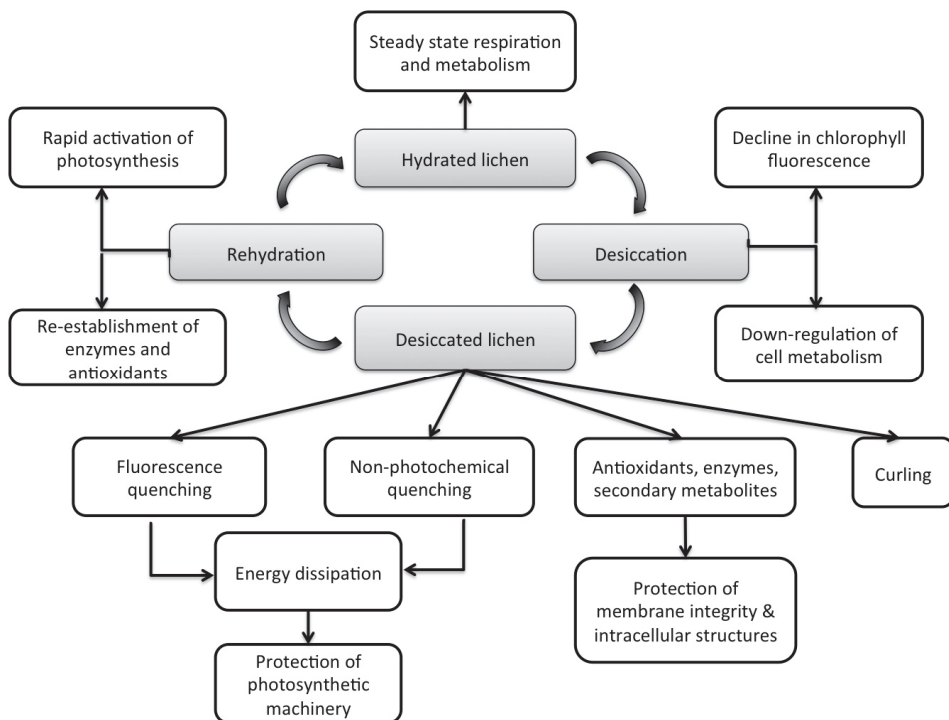 Steady state respiration
and metabolism
Rapid activation of
photosynthesis
Hydrated lichen
Decline in chlorophyll
fluorescence
Rehydration
Desiccation
Re-establishment of
enzymes and
antioxidants
Desiccated lichen
Down-regulation of
cell metabolism
Fluorescence
quenching
Non-photochemical
quenching
Antioxidants, enzymes,
secondary metabolites
Curling
Energy dissipation
Protection of
membrane integrity &
intracellular structures
Protection of
photosynthetic
machinery